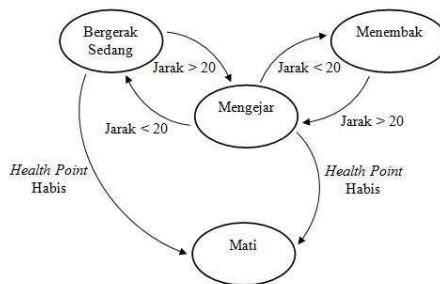 Bergerak
Sedang
Menembak
Jarak > 20
Jarak < 20
Mengejar
Jarak < 20
Jarak > 20
Health Point
Habis
Health Point
Habis
Mati